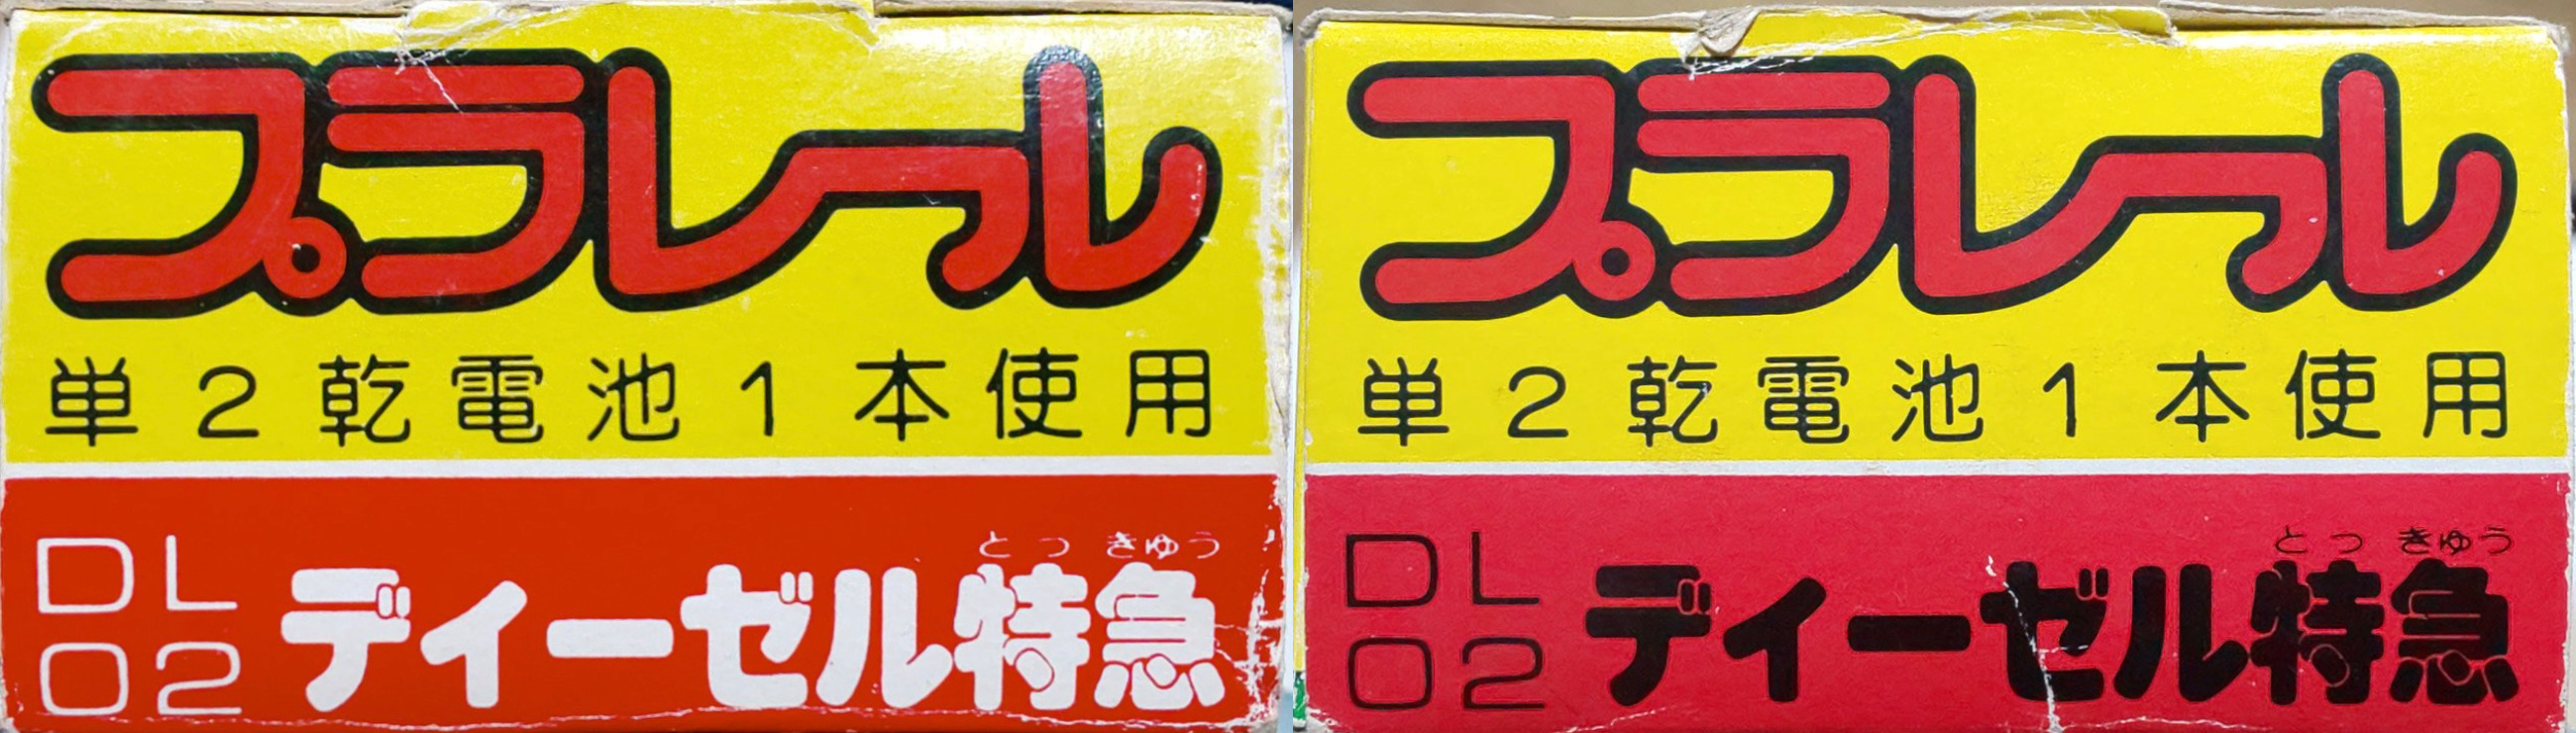 プラレール
単2乾電池1本使用
DL
02
とっきゅう
ディーゼル特急
プラレール
単2乾電池1本使用
DL
02
とっきゅう
ディーゼル特急